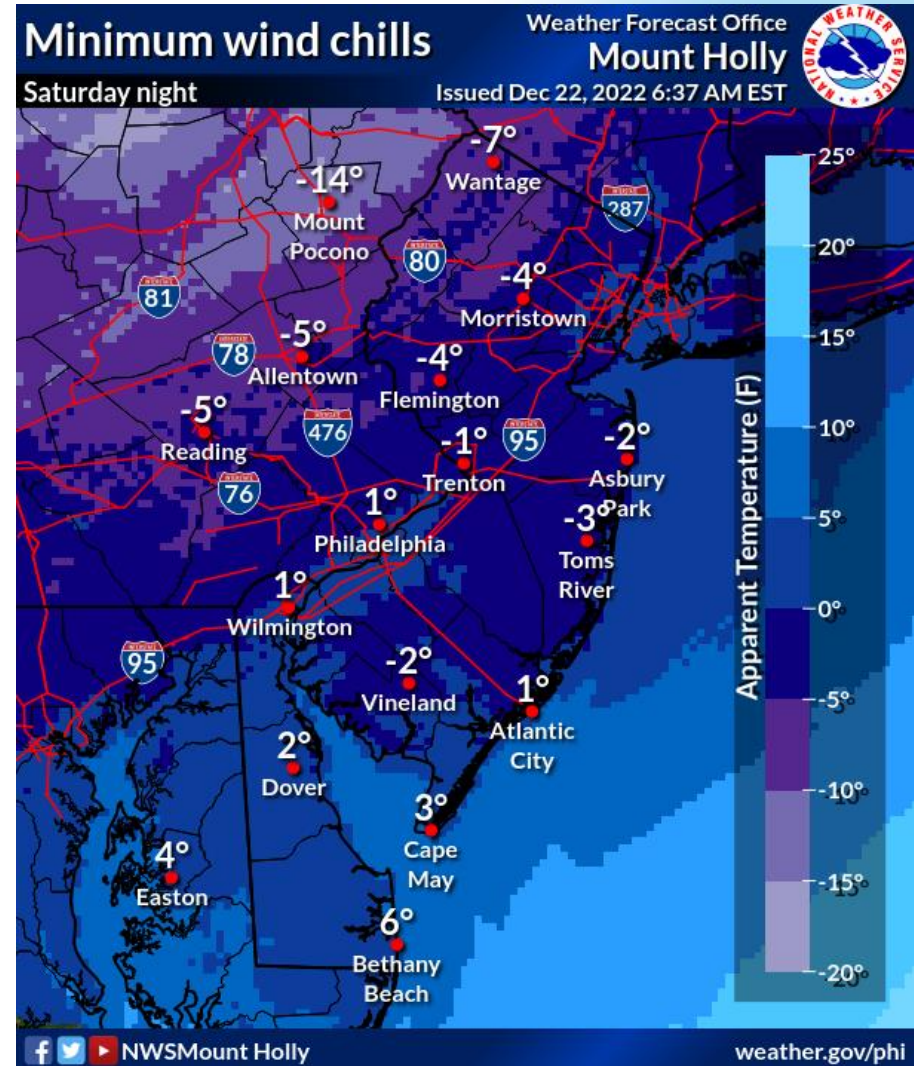 Minimum wind chills
Saturday night
Weather Forecast Office
Mount Holly
Issued Dec 22, 2022 6:37 AM EST
NATIONAL WEATHER SERVICE
-7°
Wantage
-14°
Mount
Pocono
287
80
81
-4°
Morristown
-5°
Allentown
78
-4°
Flemington
-5°
Reading
476
95
-1°
Trenton
-2°
Asbury
Park
76
1°
Philadelphia
-3°
Toms
River
1°
Wilmington
95
-2°
Vineland
1°
Atlantic
City
2°
Dover
3°
Cape
May
4°
Easton
6°
Bethany
Beach
Apparent Temperature (F)
25°
20°
15°
10°
5°
0°
-5°
-10°
-15°
-20°
NWSMount Holly
weather.gov/phi